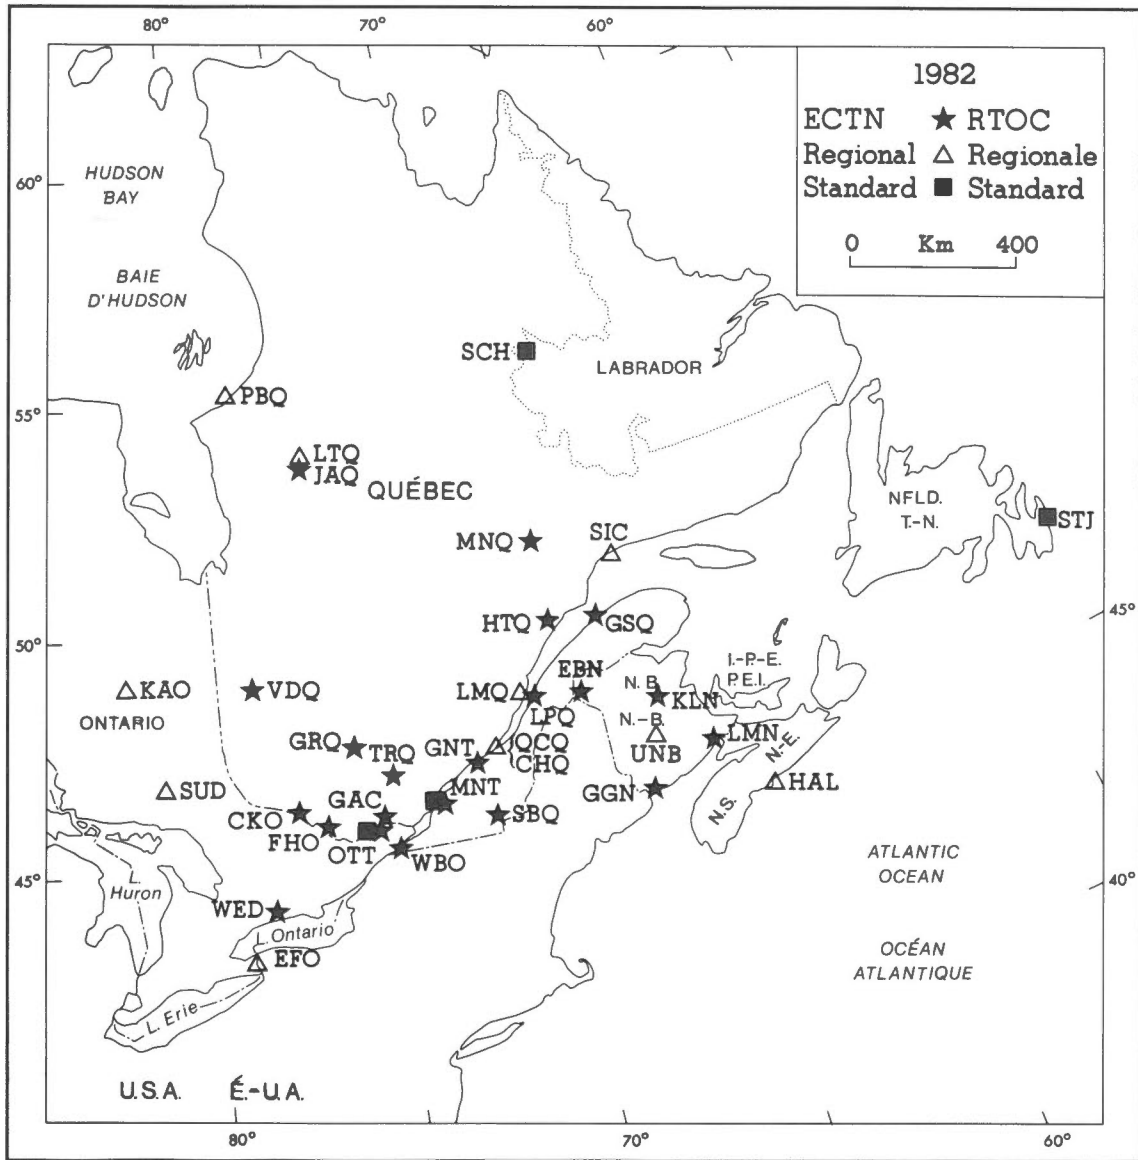 80° 70° 60°
1982
ECTN ★ RTOC
Regional △ Regionale
Standard ■ Standard
0 Km 400
60°
HUDSON
BAY
BAIE
D'HUDSON
SCH
LABRADOR
PBQ
55°
LTQ
JAQ
QUÉBEC
NFLD.
T.-N.
STJ
MNQ
SIC
HTQ
GSQ
45°
50°
EBN
I.-P.-E.
P.E.I.
KAO
VDQ
LMQ
N.B.
KLN
LPQ
ONTARIO
N.-B.
LMN
GRQ
TRQ
GNT
QCQ
CHQ
UNB
N.-E.
SUD
MNT
GGN
HAL
GAC
SBQ
N.S.
CKO
FHO
OTT
WBO
ATLANTIC
OCEAN
45°
L.
Huron
40°
WED
L. Ontario
EFO
OCÉAN
ATLANTIQUE
L. Erie
U.S.A. É.-U.A.
80° 70° 60°